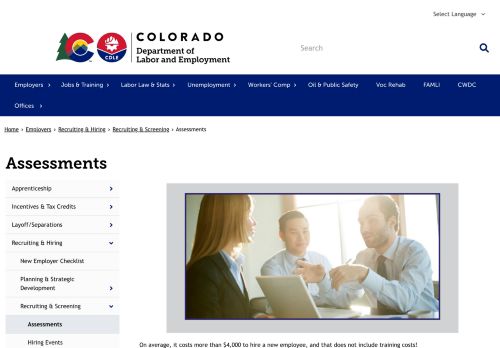 Select Language
COLORADO
Department of
Labor and Employment
CO
CDLE
Search
Employers
Jobs & Training
Labor Law & Stats
Unemployment
Workers' Comp
Oil & Public Safety
Voc Rehab
FAMLI
CWDC
Offices
Home › Employers › Recruiting & Hiring › Recruiting & Screening › Assessments
Assessments
Apprenticeship
Incentives & Tax Credits
Layoff/Separations
Recruiting & Hiring
New Employer Checklist
Planning & Strategic
Development
Recruiting & Screening
Assessments
Hiring Events
On average, it costs more than $4,000 to hire a new employee, and that does not include training costs!